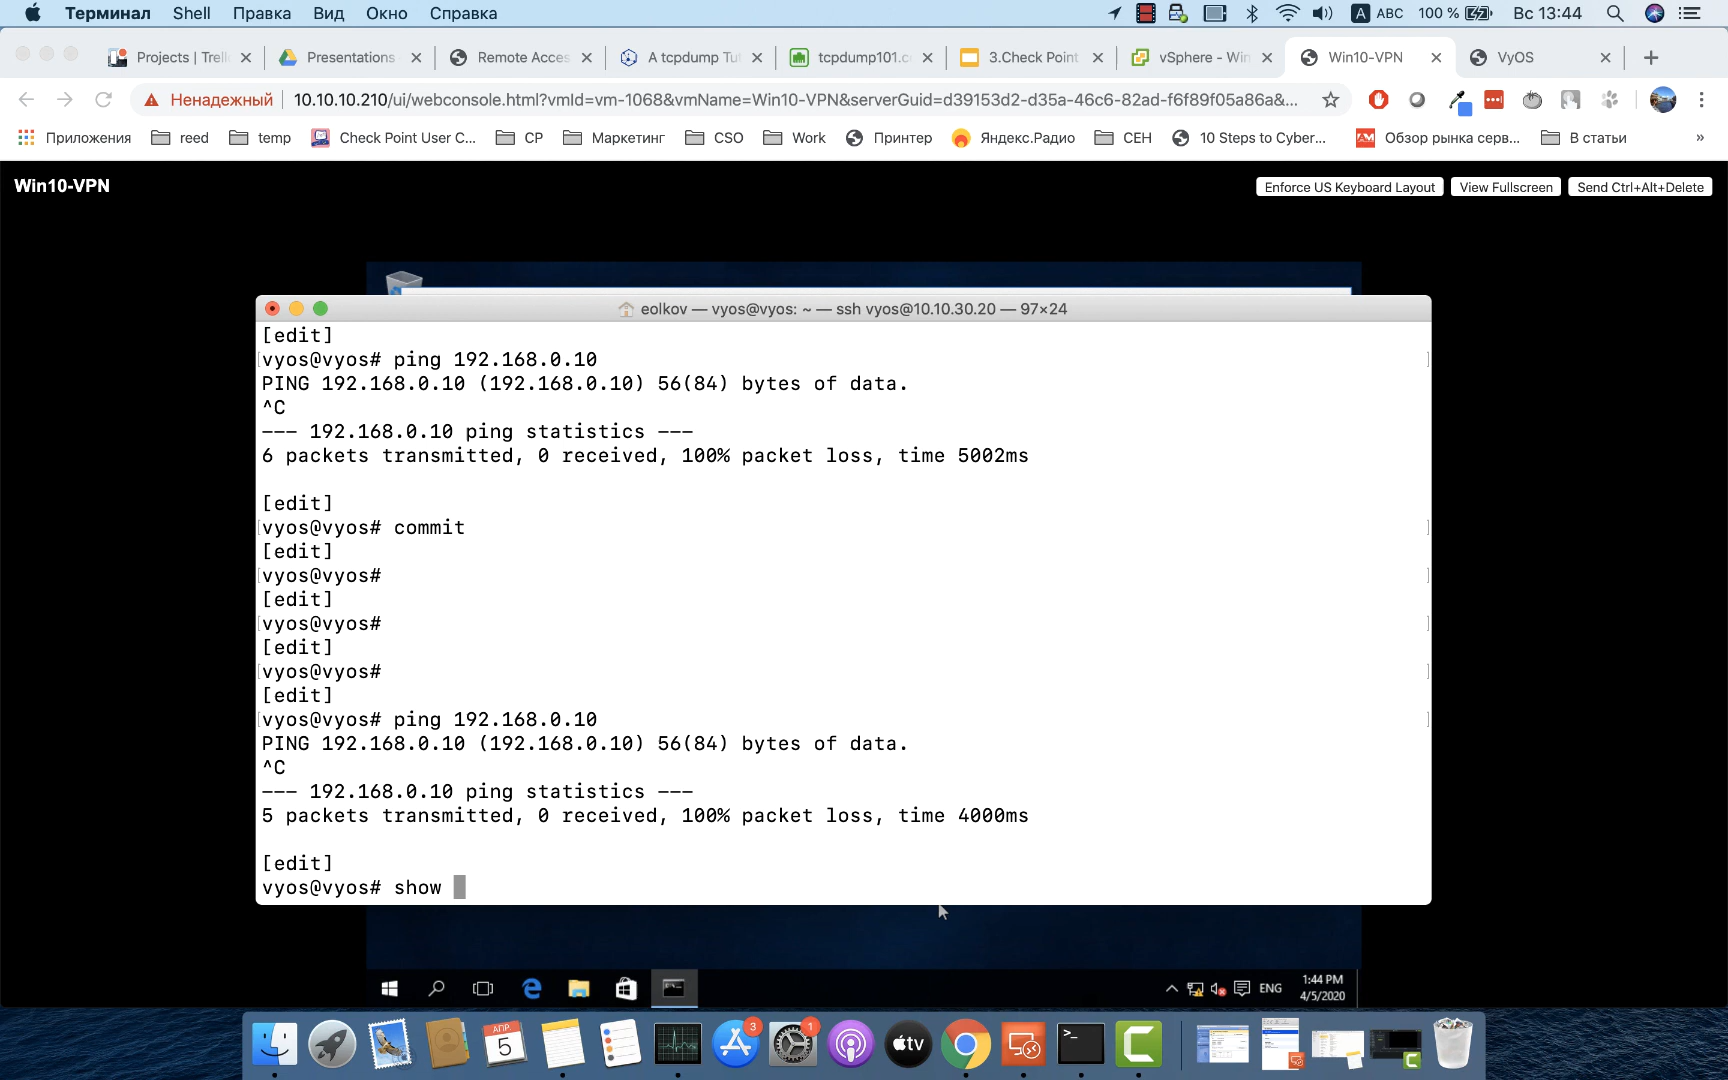 Терминал Shell Правка Вид Окно Справка A ABC 100 % Вс 13:44
Projects | Trell Presentations Remote Acces A tcpdump Tut tcpdump101.c 3.Check Point vSphere - Win Win10-VPN VyOS
Ненадежный 10.10.10.210/ui/webconsole.html?vmId=vm-1068&vmName=Win10-VPN&serverGuid=d39153d2-d35a-46c6-82ad-f6f89f05a86a&...
Приложения reed temp Check Point User C... CP Маркетинг CSO Work Принтер Яндекс.Радио CEH 10 Steps to Cyber... Обзор рынка серв... В статьи »
Win10-VPN Enforce US Keyboard Layout View Fullscreen Send Ctrl+Alt+Delete
eolkov — vyos@vyos: ~ — ssh vyos@10.10.30.20 — 97×24
[edit]
vyos@vyos# ping 192.168.0.10
PING 192.168.0.10 (192.168.0.10) 56(84) bytes of data.
^C
--- 192.168.0.10 ping statistics ---
6 packets transmitted, 0 received, 100% packet loss, time 5002ms
[edit]
vyos@vyos# commit
[edit]
vyos@vyos#
[edit]
vyos@vyos#
[edit]
vyos@vyos#
[edit]
vyos@vyos# ping 192.168.0.10
PING 192.168.0.10 (192.168.0.10) 56(84) bytes of data.
^C
--- 192.168.0.10 ping statistics ---
5 packets transmitted, 0 received, 100% packet loss, time 4000ms
[edit]
vyos@vyos# show
ENG 1:44 PM
4/5/2020
АПР
5
3
1
tv